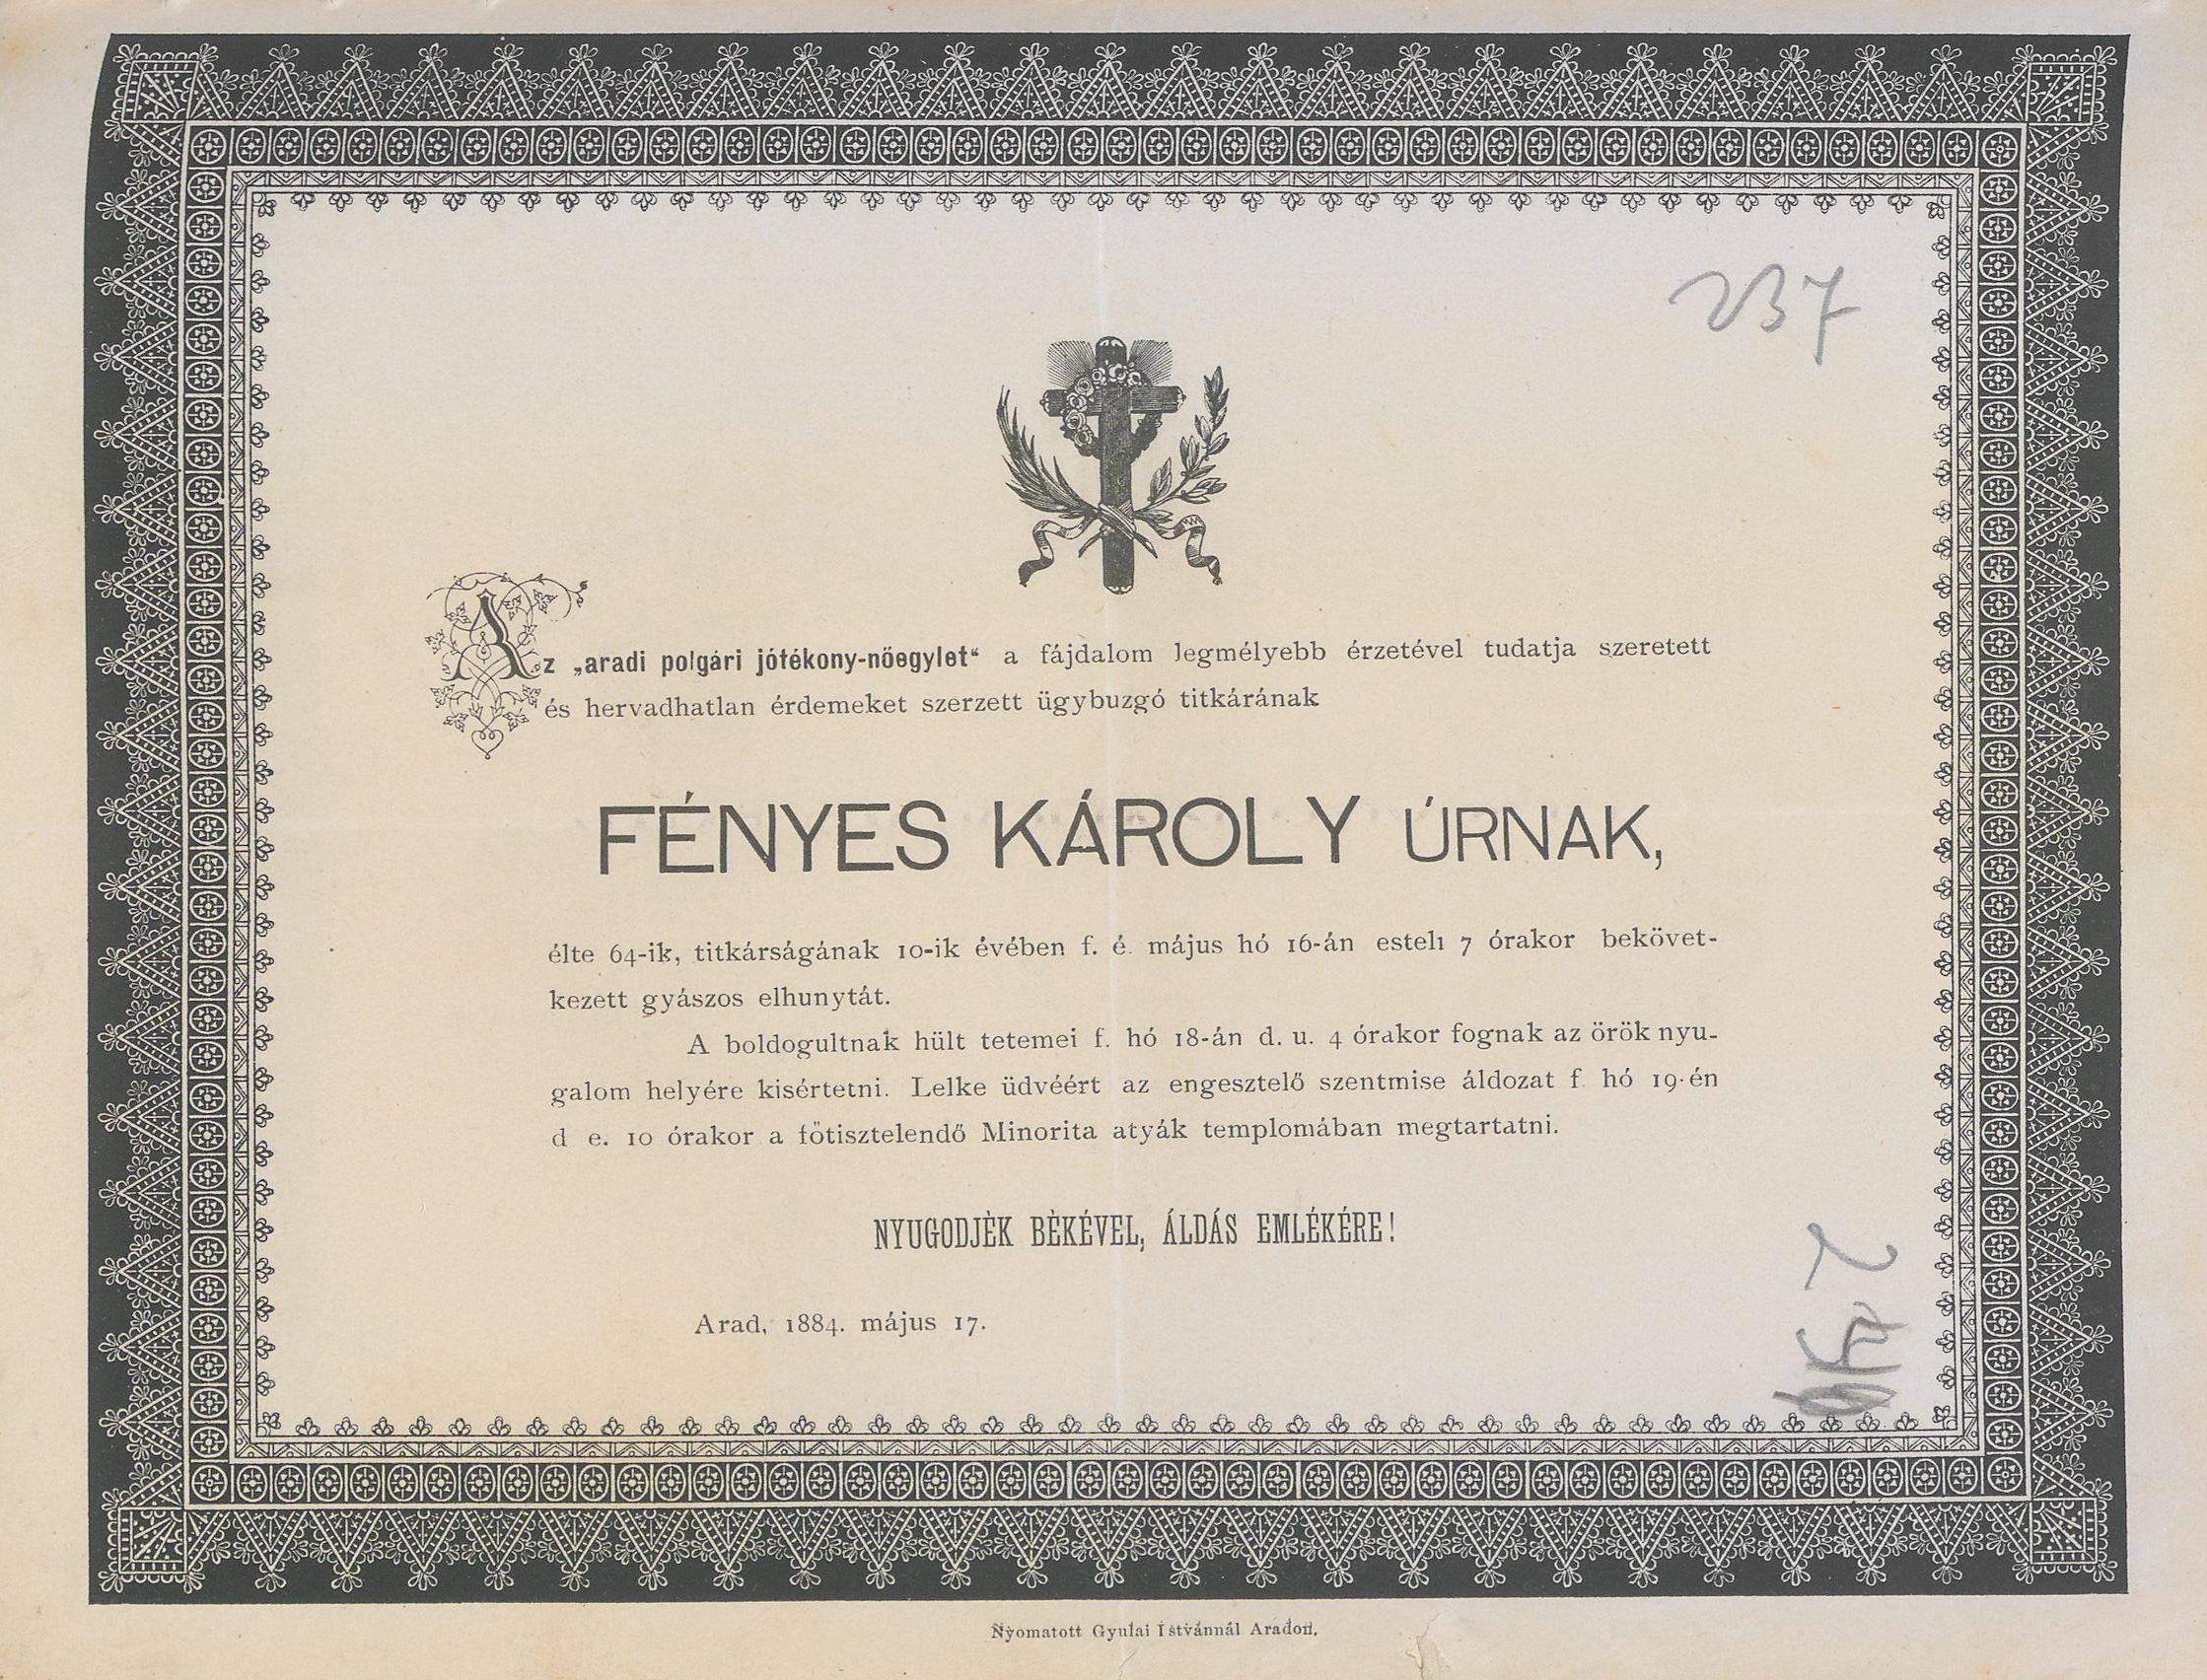 237
Az „aradi polgári jótékony-nőegylet“ a fájdalom legmélyebb érzetével tudatja szeretett
és hervadhatlan érdemeket szerzett ügybuzgó titkárának
FÉNYES KÁROLY ÚRNAK,
élte 64-ik, titkárságának 10-ik évében f. é. május hó 16-án esteli 7 órakor bekövet-
kezett gyászos elhunytát.
A boldogultnak hült tetemei f. hó 18-án d. u. 4 órakor fognak az örök nyu-
galom helyére kisértetni. Lelke üdvéért az engesztelő szentmise áldozat f. hó 19-én
d e. 10 órakor a főtisztelendő Minorita atyák templomában megtartatni.
NYUGODJÈK BÈKÉVEL, ÁLDÁS EMLÉKÉRE!
Arad, 1884. május 17.
Nyomatott Gyulai Istvánnál Aradon.